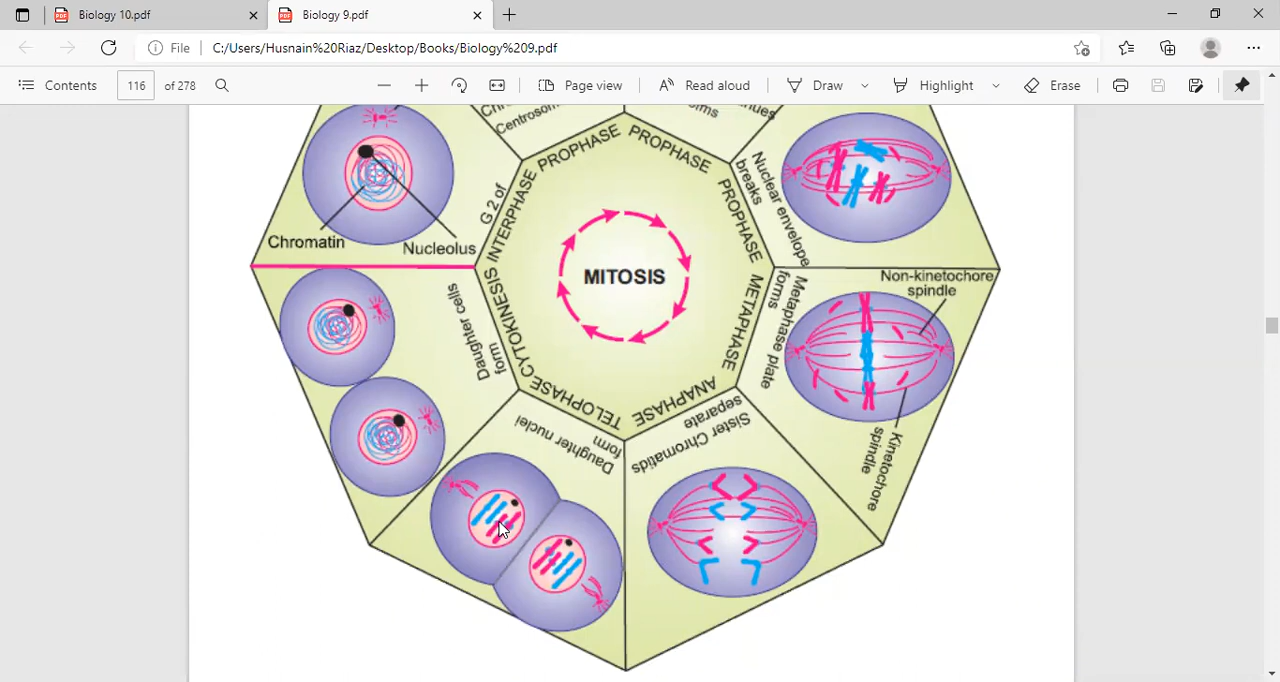 Biology 10.pdf
Biology 9.pdf
File
C:/Users/Husnain%20Riaz/Desktop/Books/Biology%209.pdf
Contents
116
of 278
Page view
Read aloud
Draw
Highlight
Erase
Centrosom
nues
Chromatin
Nucleolus
G 2 of
INTERPHASE
PROPHASE
PROPHASE
PROPHASE
Nuclear envelope
breaks
METAPHASE
Metaphase plate
forms
Non-kinetochore
spindle
Kinetochore
spindle
ANAPHASE
Sister Chromatids
separate
TELOPHASE
Daughter nuclei
form
CYTOKINESIS
Daughter cells
form
MITOSIS